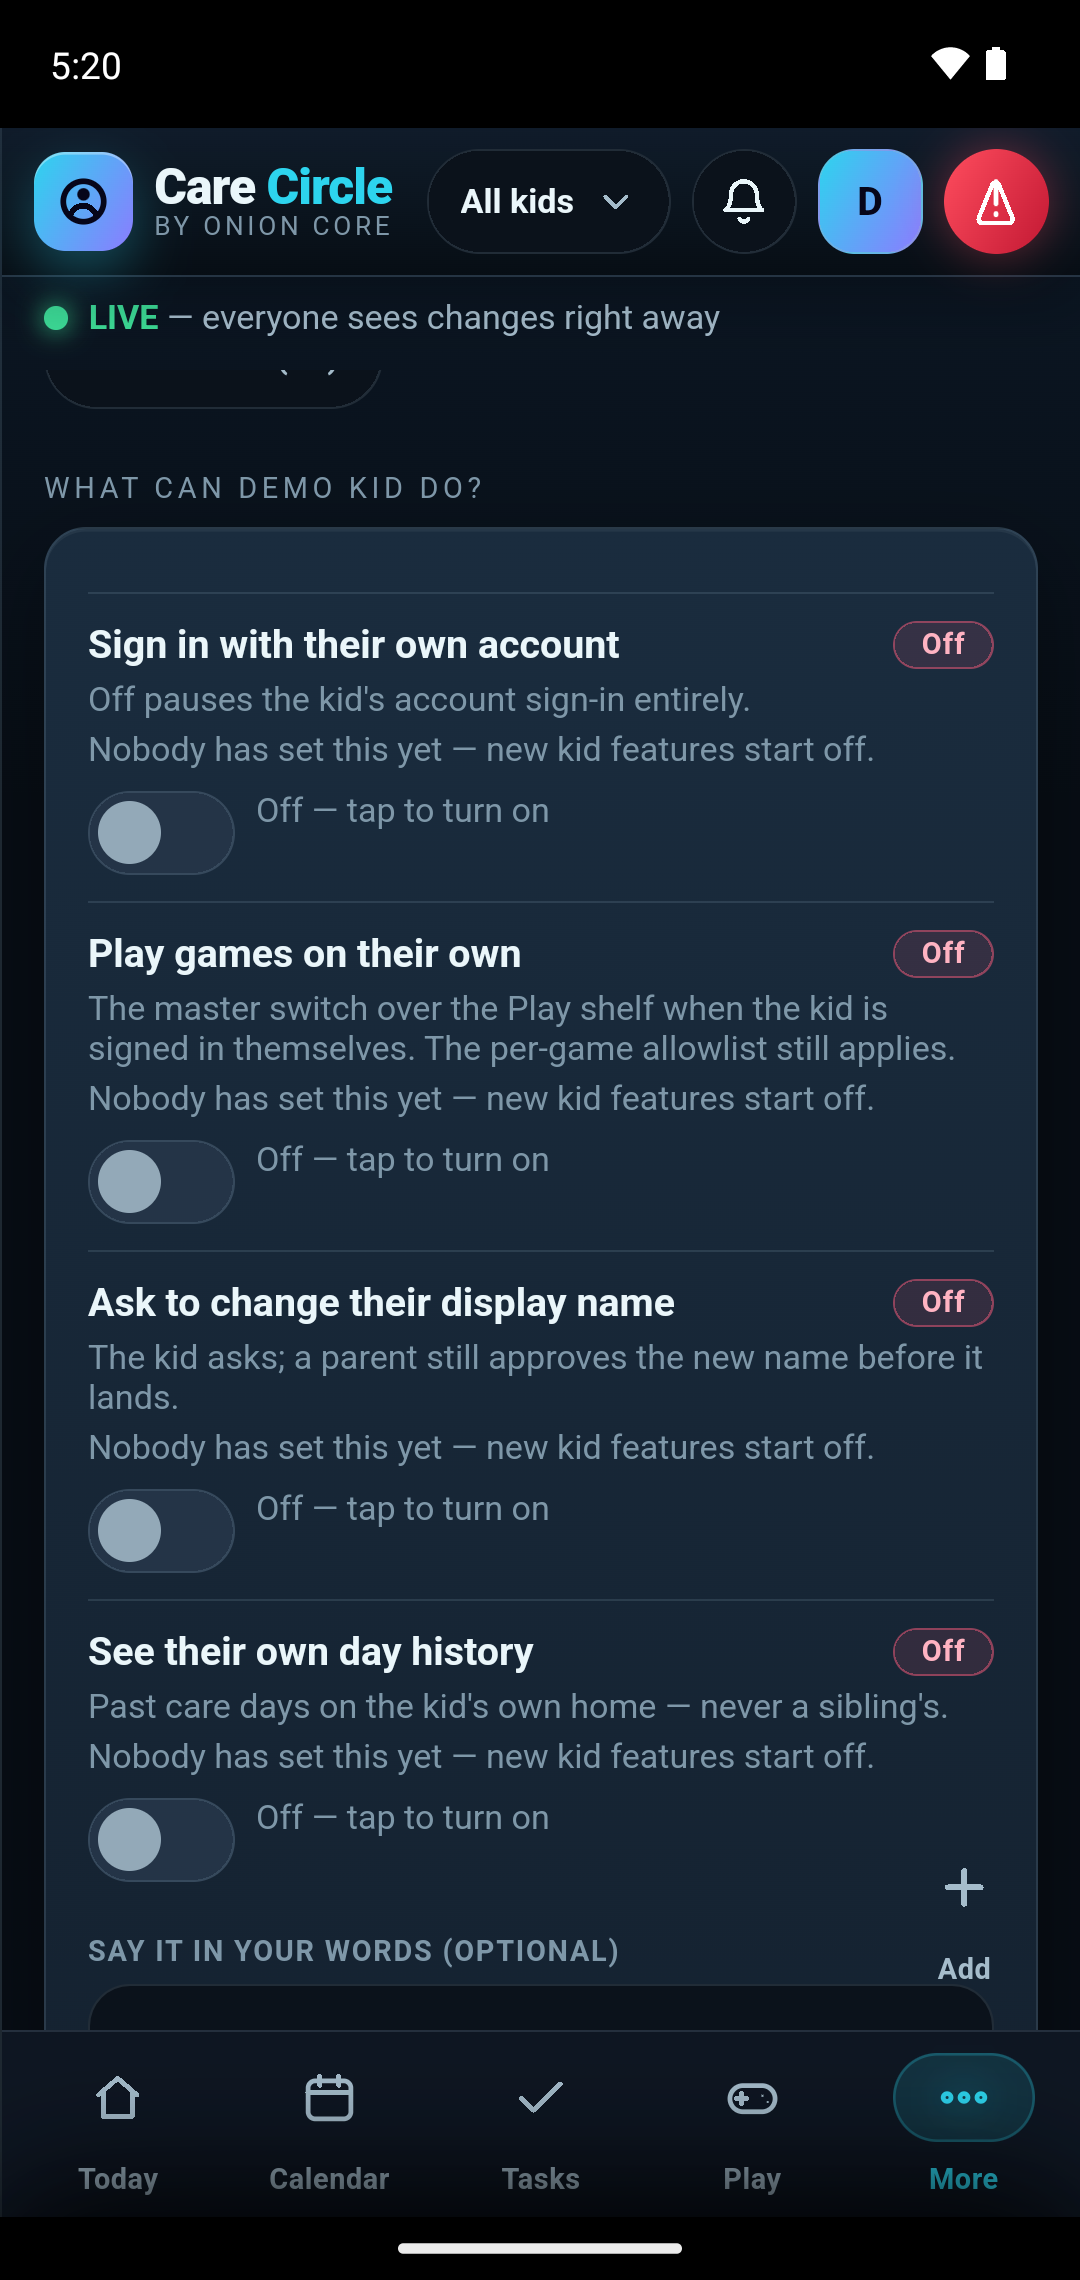 5:20
Care Circle
BY ONION CORE
All kids
D
LIVE — everyone sees changes right away
WHAT CAN DEMO KID DO?
Sign in with their own account
Off
Off pauses the kid's account sign-in entirely.
Nobody has set this yet — new kid features start off.
Off — tap to turn on
Play games on their own
Off
The master switch over the Play shelf when the kid is
signed in themselves. The per-game allowlist still applies.
Nobody has set this yet — new kid features start off.
Off — tap to turn on
Ask to change their display name
Off
The kid asks; a parent still approves the new name before it
lands.
Nobody has set this yet — new kid features start off.
Off — tap to turn on
See their own day history
Off
Past care days on the kid's own home — never a sibling's.
Nobody has set this yet — new kid features start off.
Off — tap to turn on
SAY IT IN YOUR WORDS (OPTIONAL)
Add
Today
Calendar
Tasks
Play
More